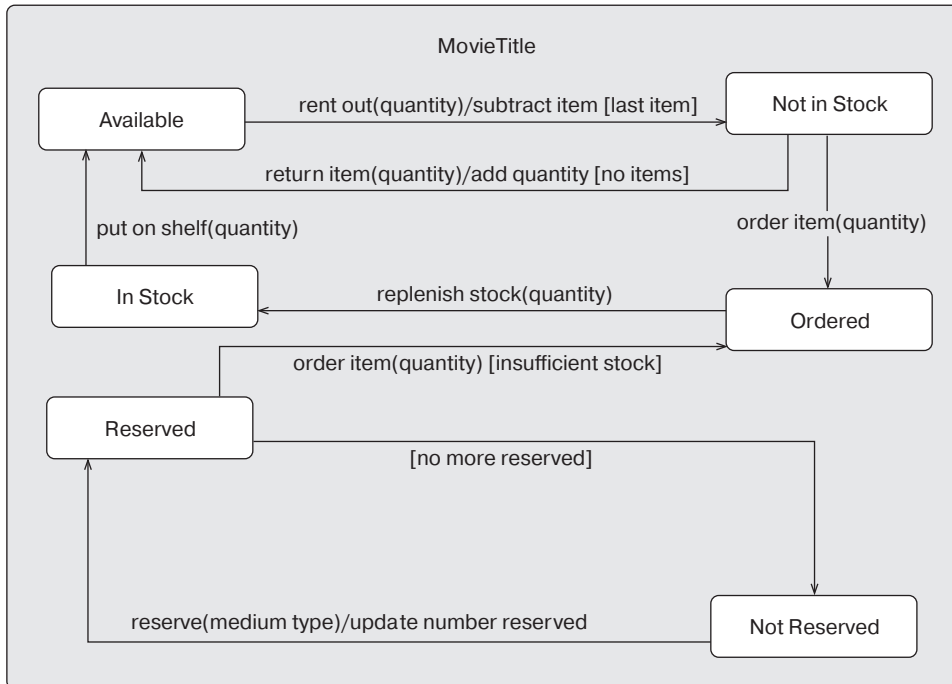 MovieTitle
Available
rent out(quantity)/subtract item [last item]
Not in Stock
return item(quantity)/add quantity [no items]
put on shelf(quantity)
order item(quantity)
In Stock
replenish stock(quantity)
Ordered
order item(quantity) [insufficient stock]
Reserved
[no more reserved]
reserve(medium type)/update number reserved
Not Reserved